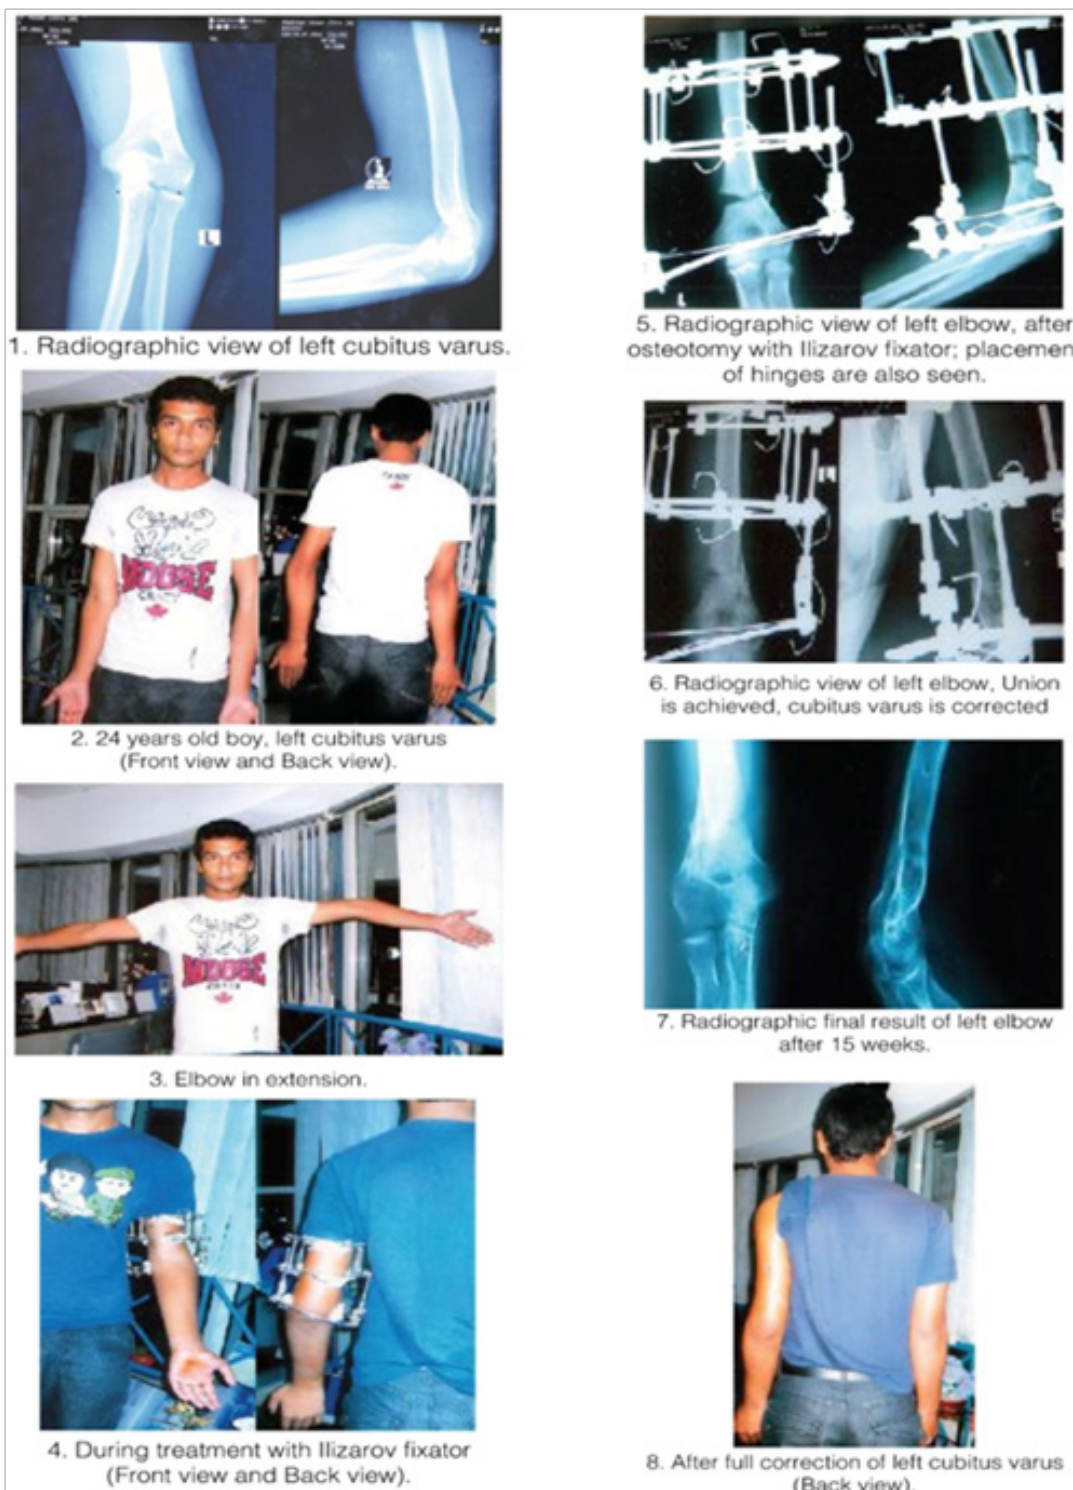 L
1. Radiographic view of left cubitus varus.
MOUSE
2. 24 years old boy, left cubitus varus
(Front view and Back view).
MOUSE
3. Elbow in extension.
4. During treatment with Ilizarov fixator
(Front view and Back view).
L
5. Radiographic view of left elbow, after
osteotomy with Ilizarov fixator; placemen
of hinges are also seen.
6. Radiographic view of left elbow, Union
is achieved, cubitus varus is corrected
7. Radiographic final result of left elbow
after 15 weeks.
8. After full correction of left cubitus varus
(Back view).